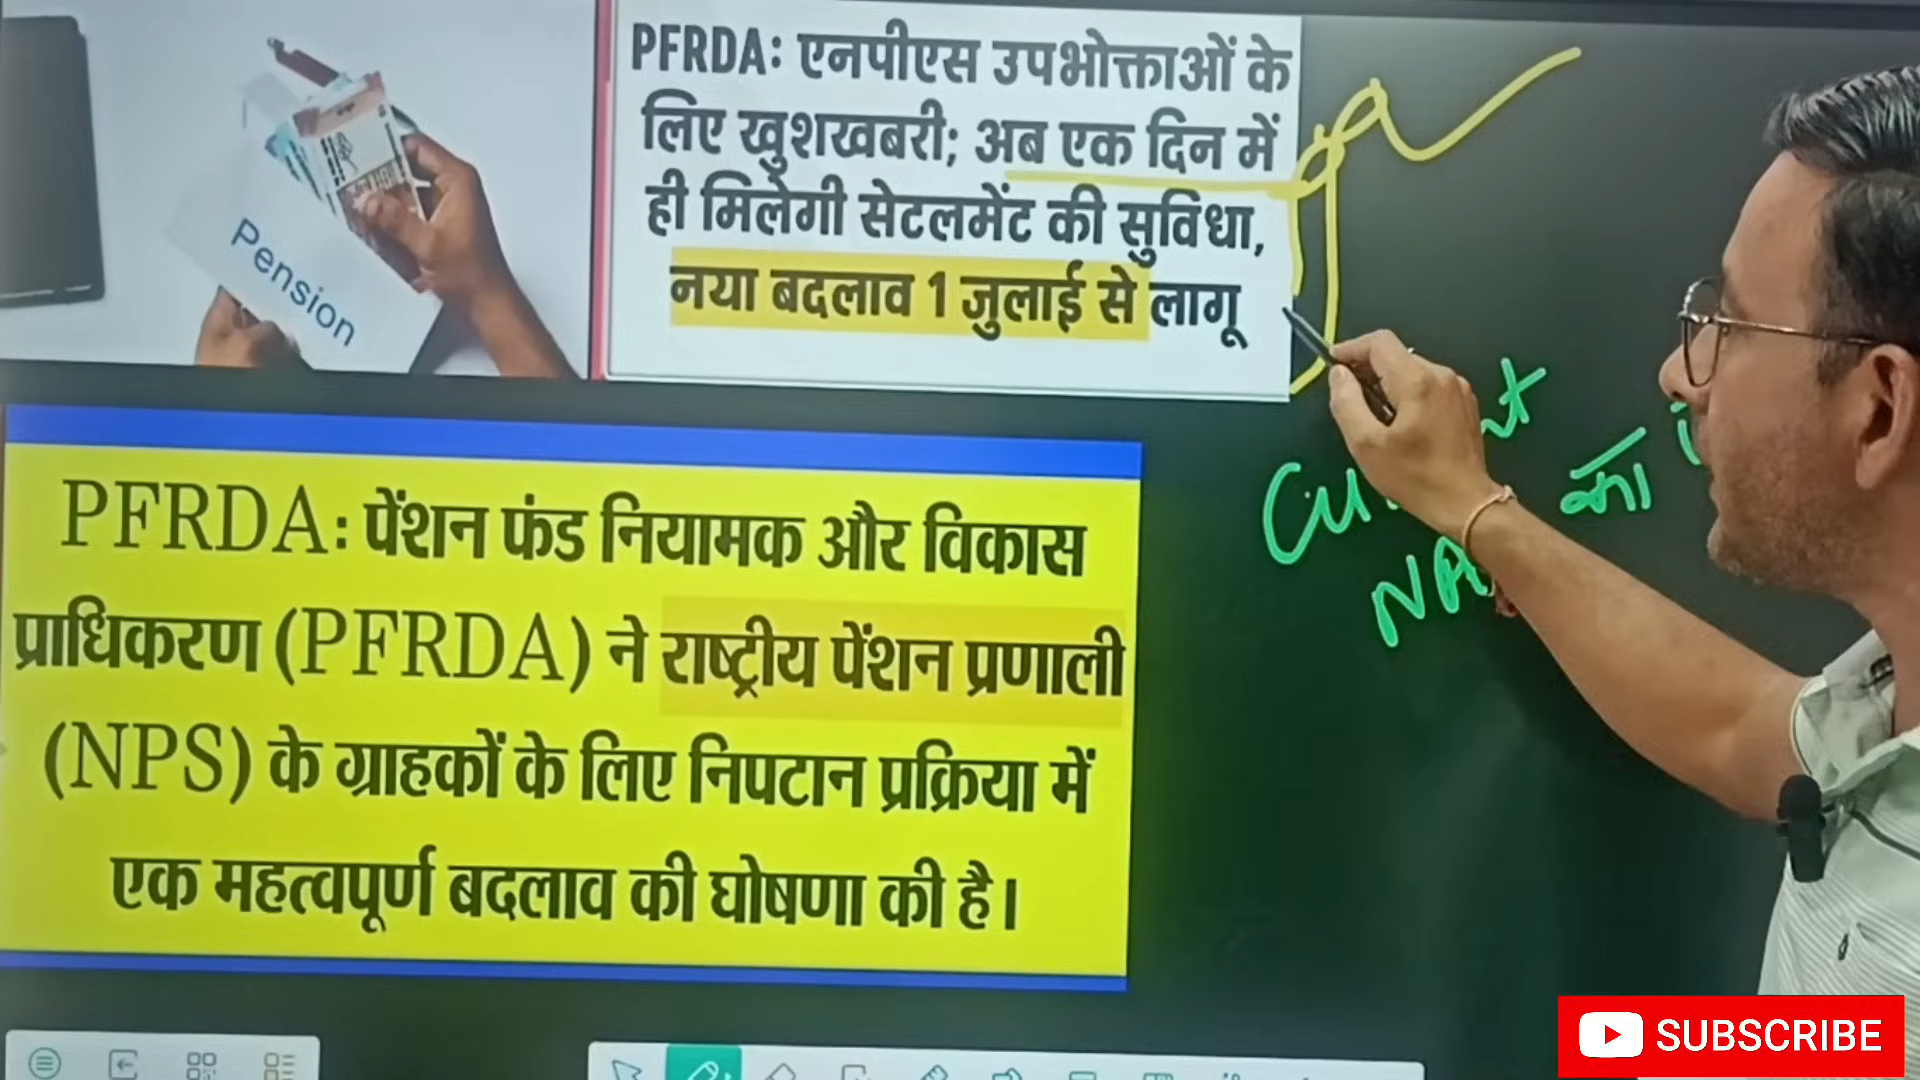 Pension
PFRDA: एनपीएस उपभोक्ताओं के
लिए खुशखबरी; अब एक दिन में
ही मिलेगी सेटलमेंट की सुविधा,
नया बदलाव 1 जुलाई से लागू
का
PFRDA: पेंशन फंड नियामक और विकास
प्राधिकरण (PFRDA) ने राष्ट्रीय पेंशन प्रणाली
(NPS) के ग्राहकों के लिए निपटान प्रक्रिया में
एक महत्वपूर्ण बदलाव की घोषणा की है।
SUBSCRIBE